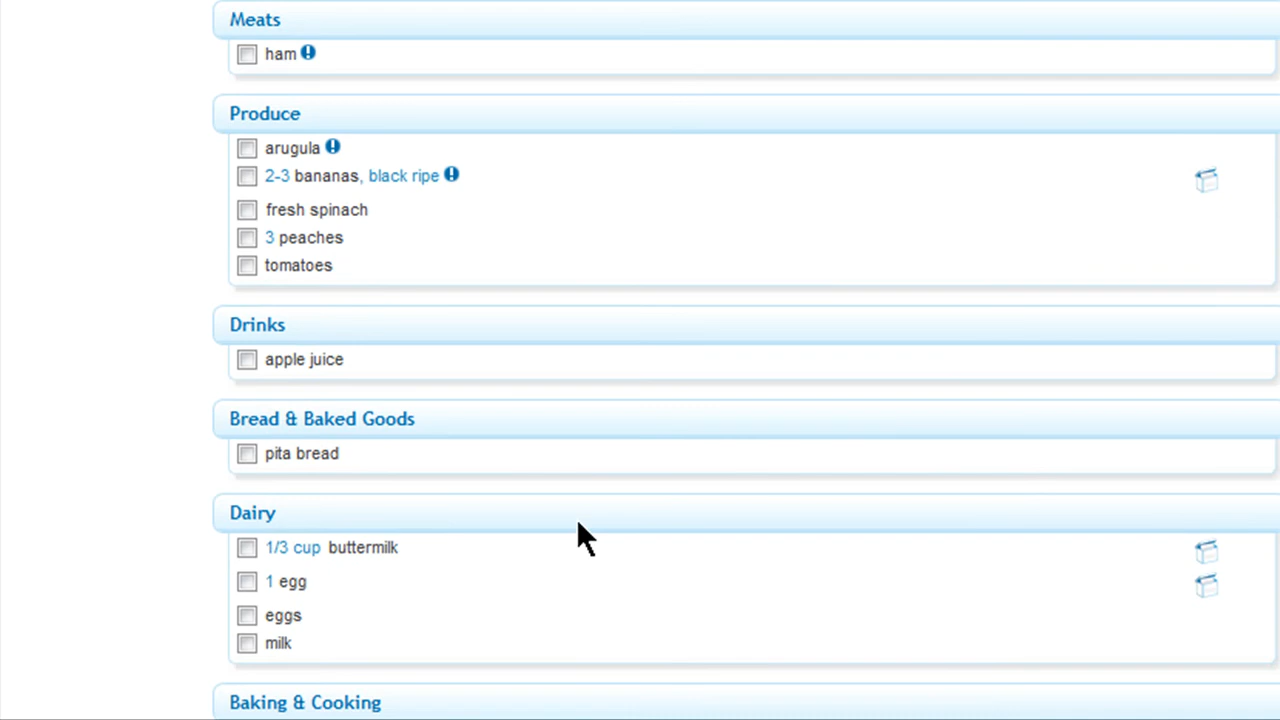 Meats
ham
Produce
arugula
2-3 bananas, black ripe
fresh spinach
3 peaches
tomatoes
Drinks
apple juice
Bread & Baked Goods
pita bread
Dairy
1/3 cup buttermilk
1 egg
eggs
milk
Baking & Cooking